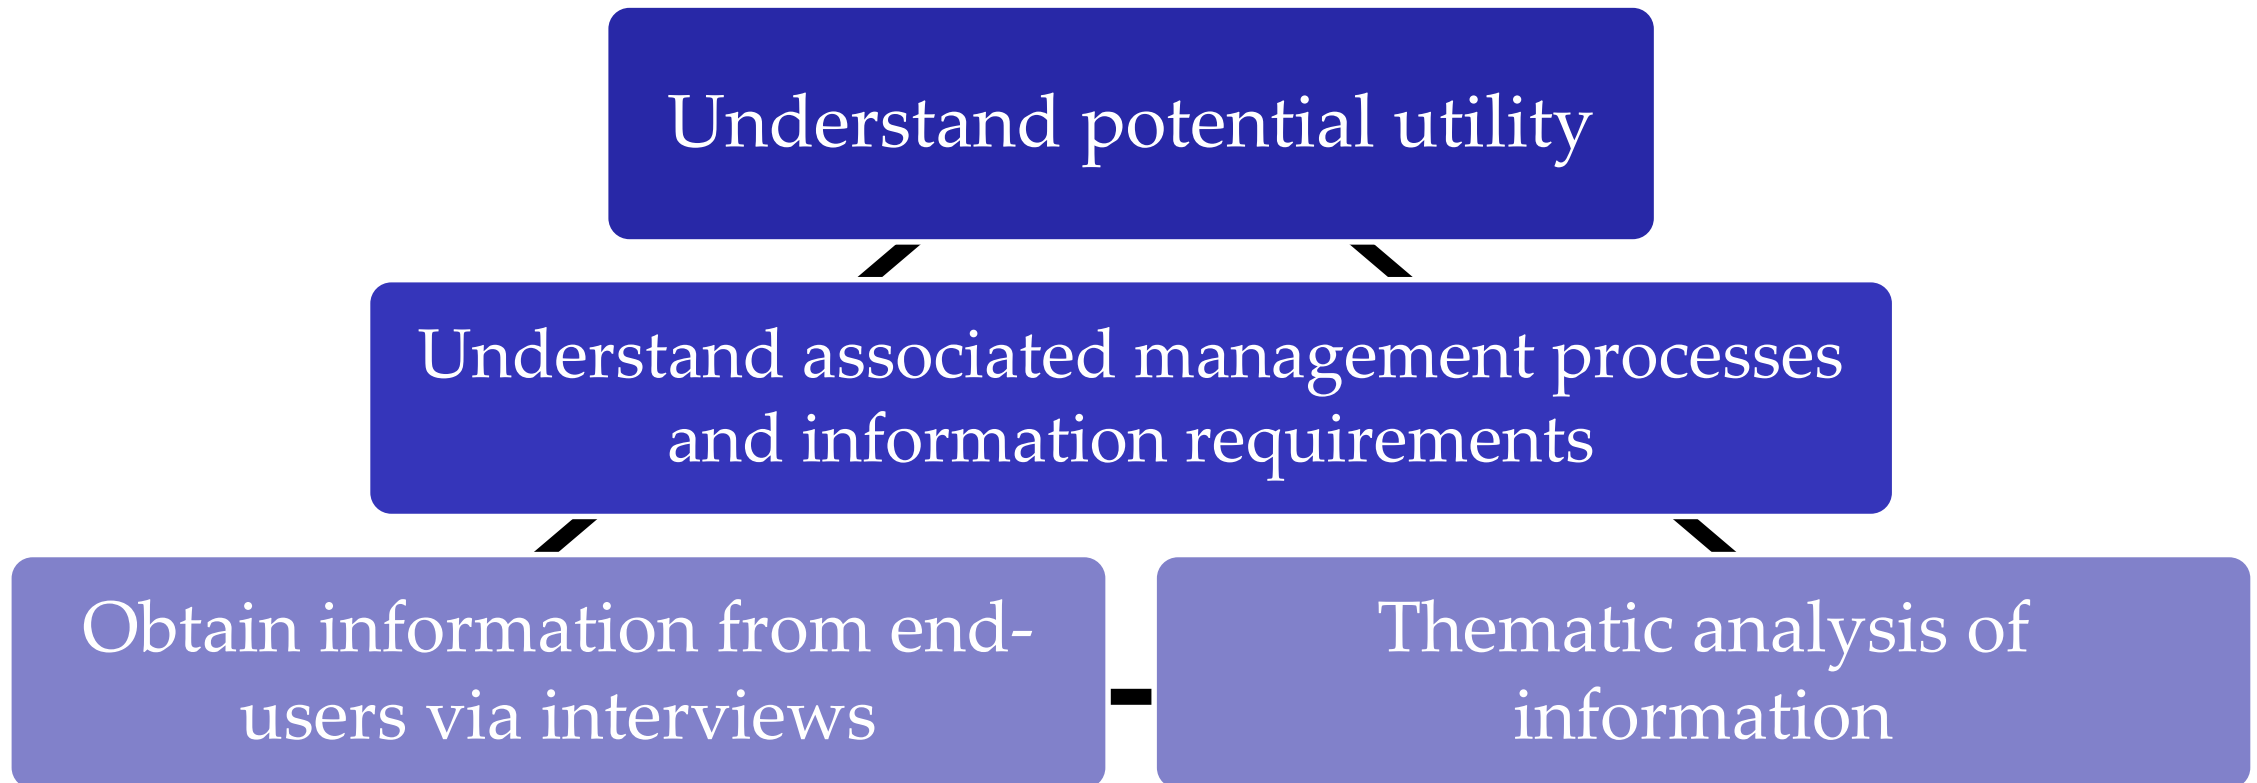 Understand potential utility
Understand associated management processes
and information requirements
Obtain information from end-
users via interviews
Thematic analysis of
information